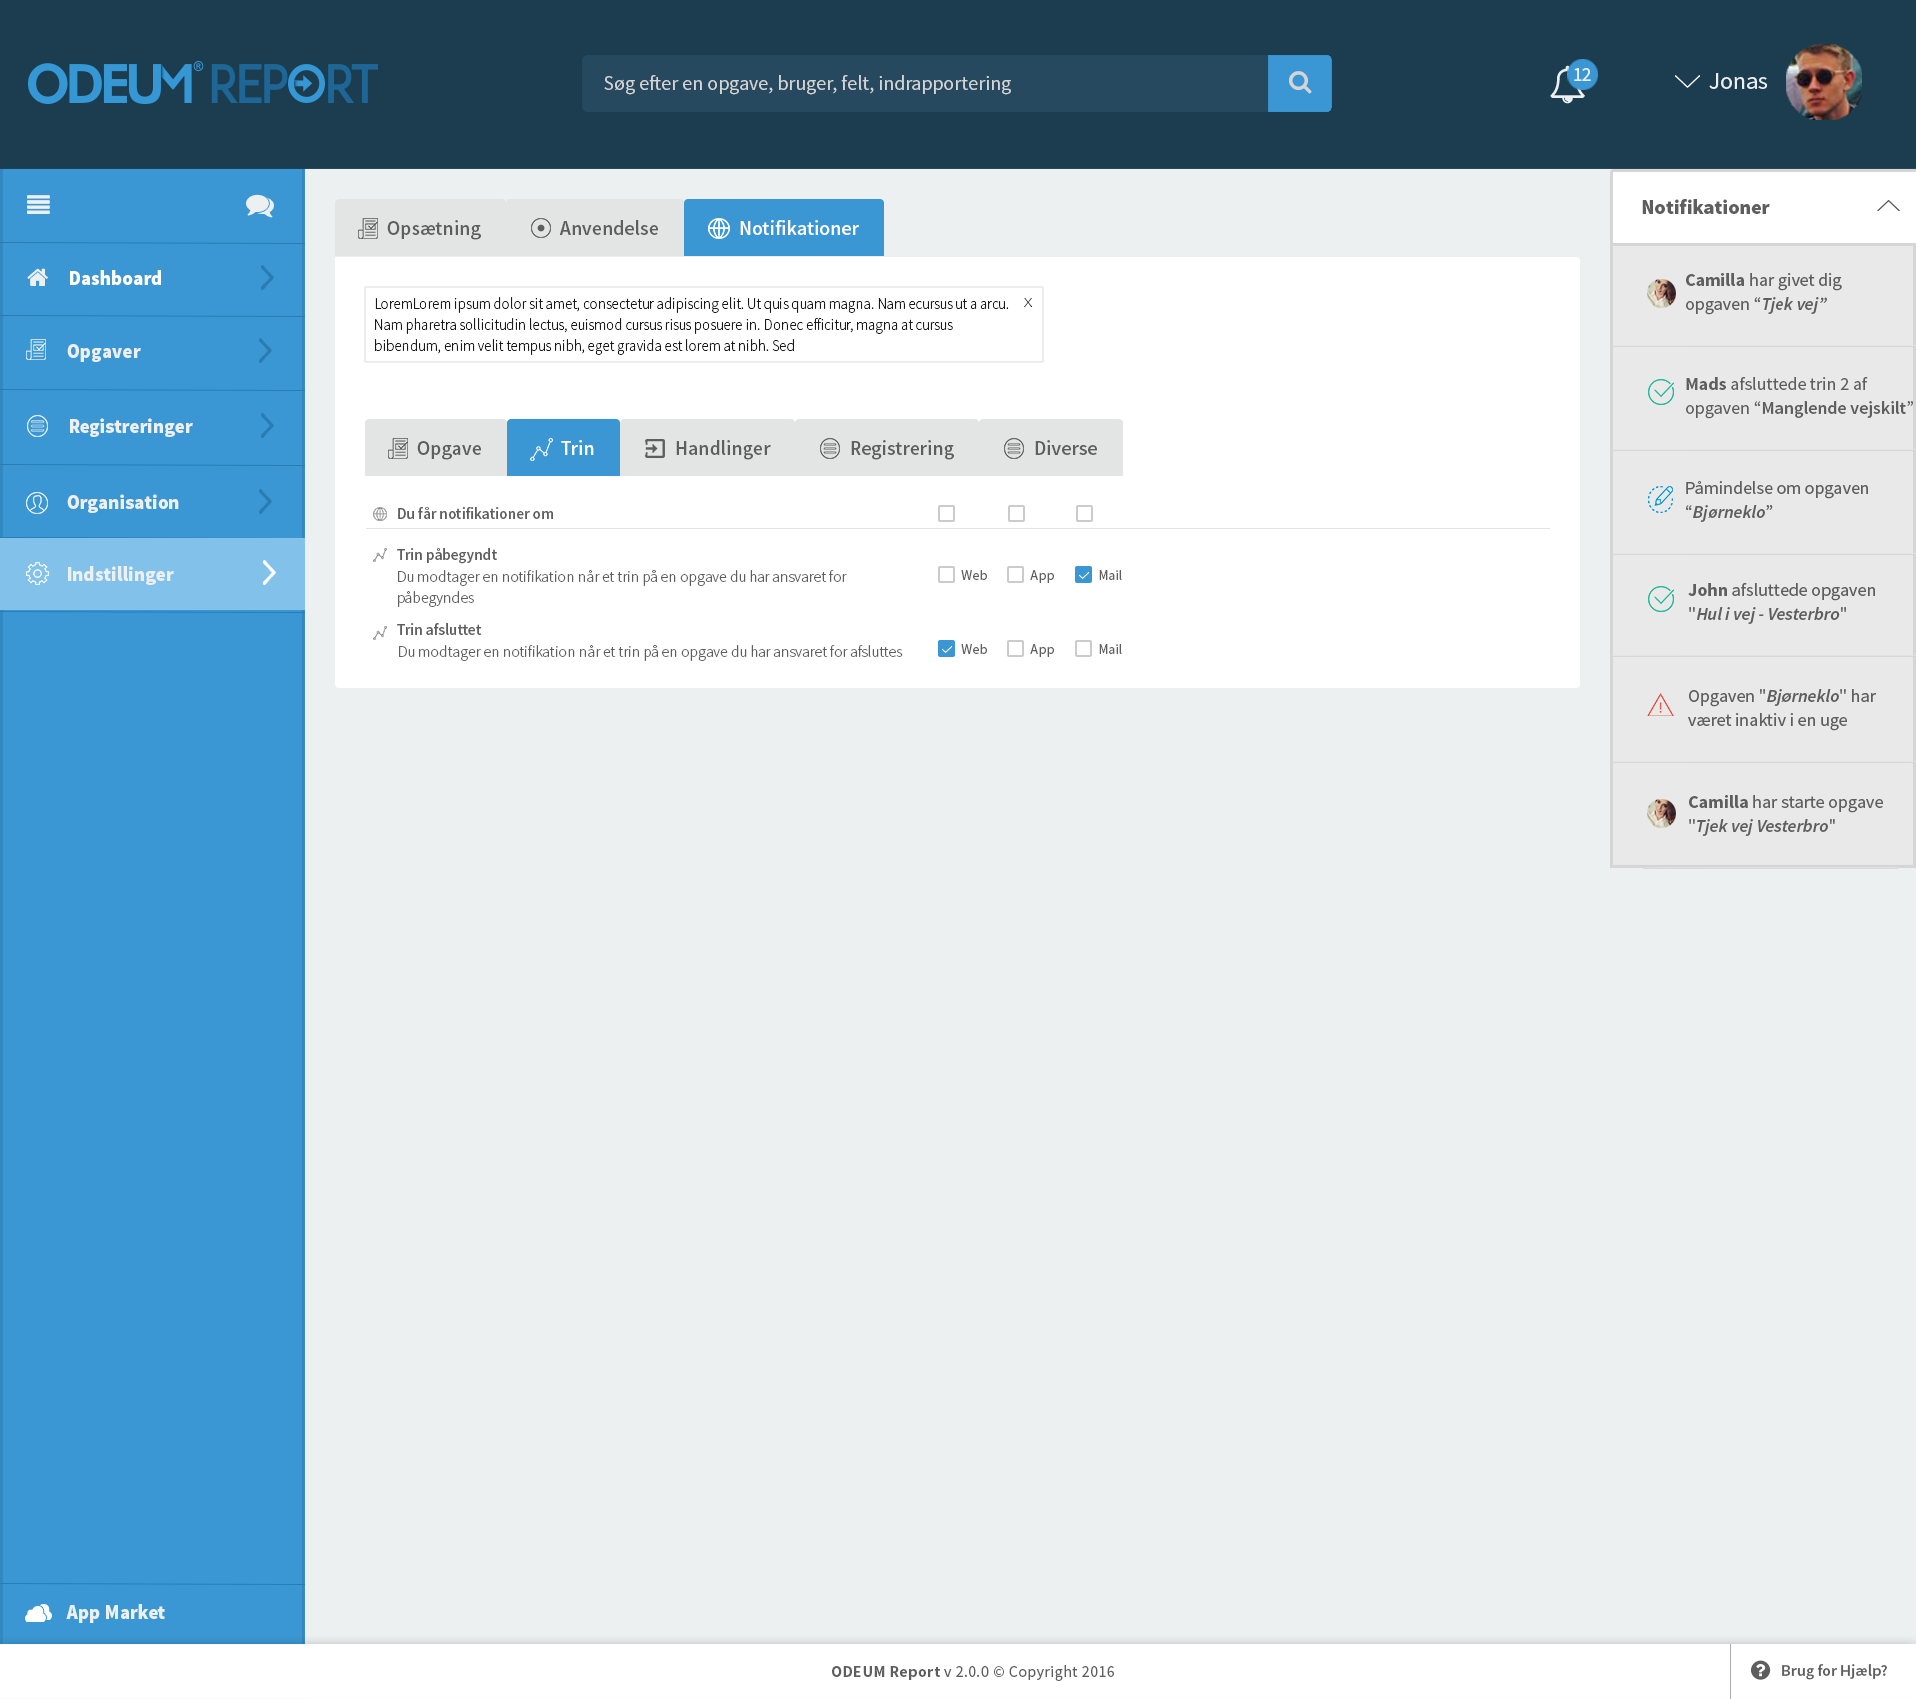 ODEUM® REPORT
Søg efter en opgave, bruger, felt, indrapportering
12
Jonas
Dashboard
Opgaver
Registreringer
Organisation
Indstillinger
App Market
Opsætning
Anvendelse
Notifikationer
LoremLorem ipsum dolor sit amet, consectetur adipiscing elit. Ut quis quam magna. Nam ecursus ut a arcu.
X
Nam pharetra sollicitudin lectus, euismod cursus risus posuere in. Donec efficitur, magna at cursus
bibendum, enim velit tempus nibh, eget gravida est lorem at nibh. Sed
Opgave
Trin
Handlinger
Registrering
Diverse
Du får notifikationer om
Trin påbegyndt
Du modtager en notifikation når et trin på en opgave du har ansvaret for
påbegyndes
Web
App
Mail
Trin afsluttet
Du modtager en notifikation når et trin på en opgave du har ansvaret for afsluttes
Web
App
Mail
Notifikationer
Camilla har givet dig
opgaven “Tjek vej”
Mads afsluttede trin 2 af
opgaven “Manglende vejskilt”
Påmindelse om opgaven
“Bjørneklo”
John afsluttede opgaven
"Hul i vej - Vesterbro"
Opgaven "Bjørneklo" har
været inaktiv i en uge
Camilla har starte opgave
"Tjek vej Vesterbro"
ODEUM Report v 2.0.0 © Copyright 2016
Brug for Hjælp?